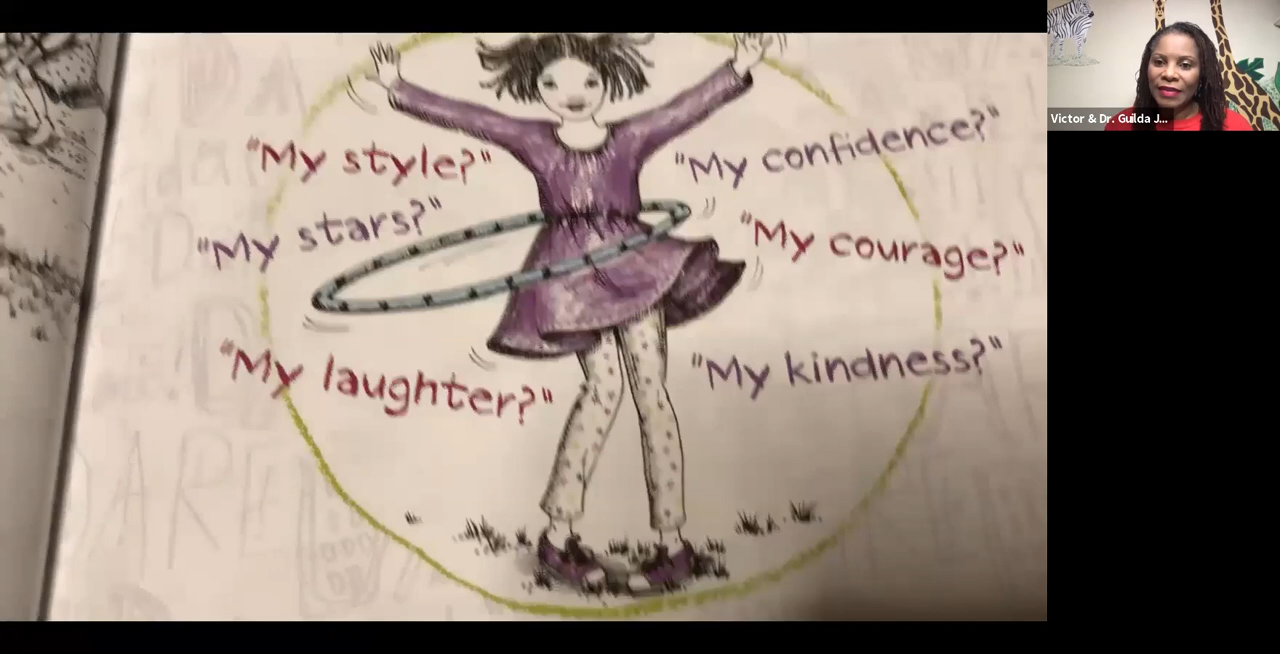 "My style?"
"My stars?"
"My laughter?"
"My confidence?"
"My courage?"
"My kindness?"
Victor & Dr. Guilda J...